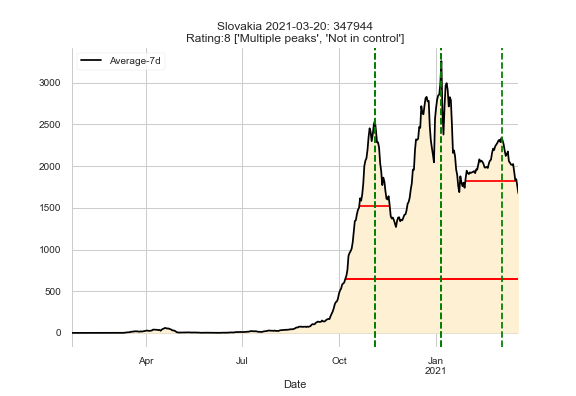 Slovakia 2021-03-20: 347944
Rating:8 ['Multiple peaks', 'Not in control']
Average-7d
3000
2500
2000
1500
1000
500
0
Apr
Jul
Oct
Jan
2021
Date